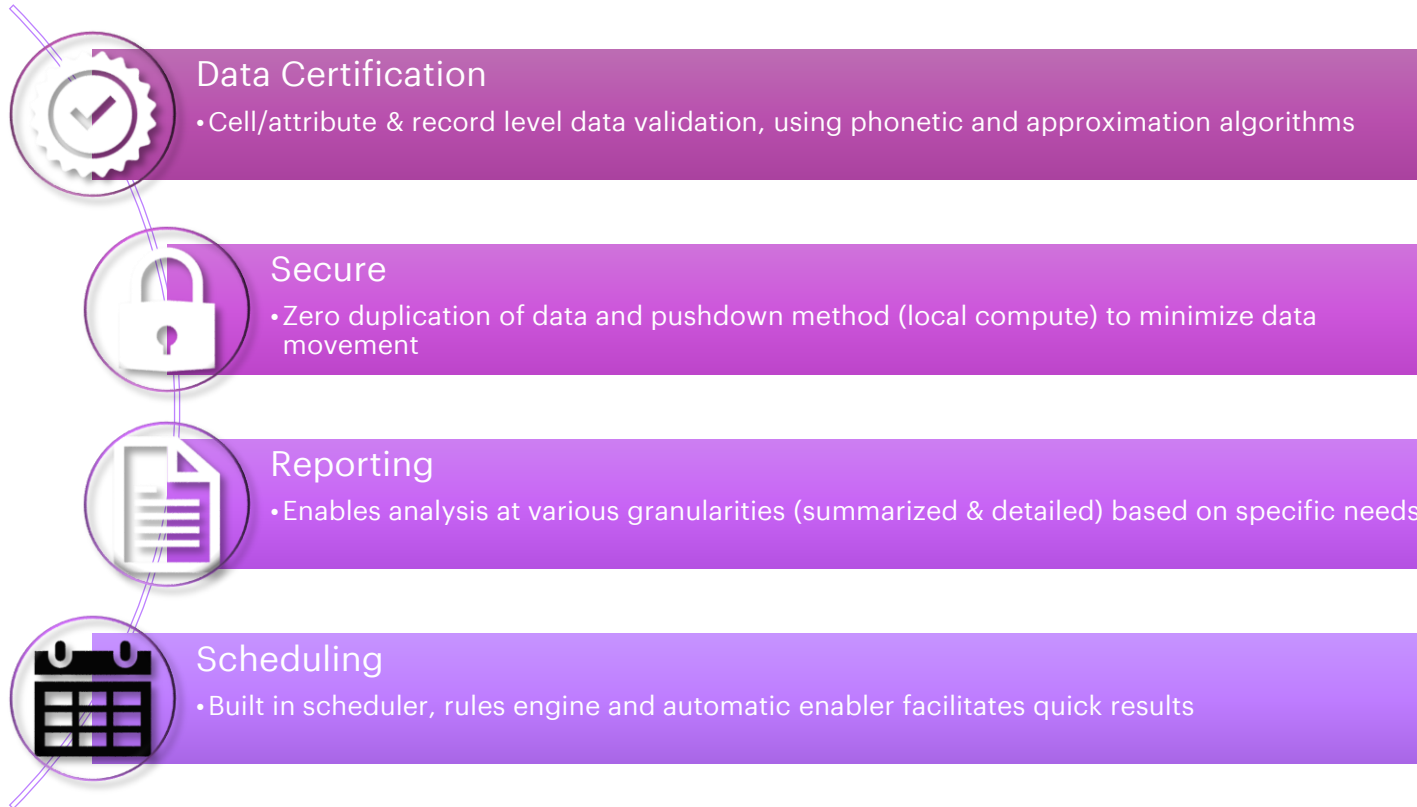 Data Certification
•Cell/attribute & record level data validation, using phonetic and approximation algorithms
Secure
•Zero duplication of data and pushdown method (local compute) to minimize data
movement
Reporting
•Enables analysis at various granularities (summarized & detailed) based on specific needs
Scheduling
•Built in scheduler, rules engine and automatic enabler facilitates quick results